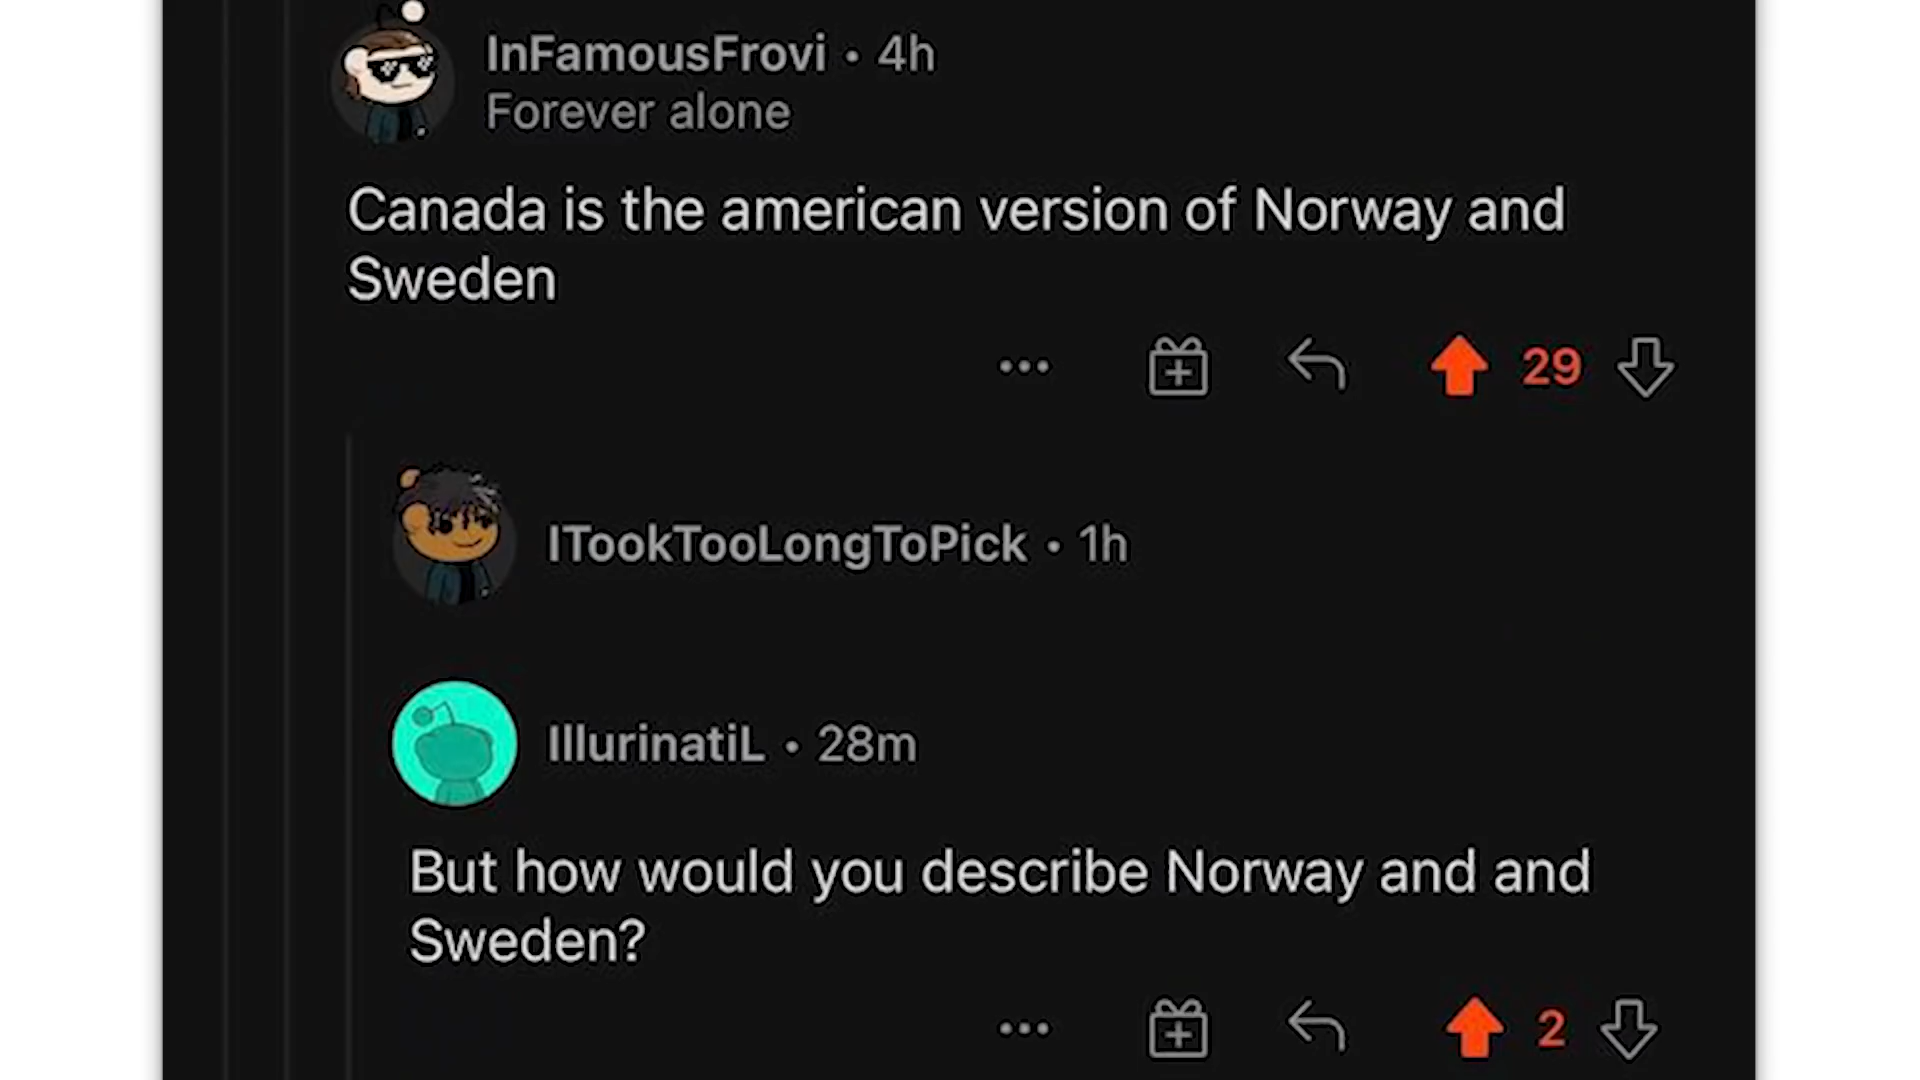 InFamousFrovi • 4h
Forever alone
Canada is the american version of Norway and
Sweden
29
ITookTooLongToPick • 1h
IllurinatiL • 28m
But how would you describe Norway and and
Sweden?
2